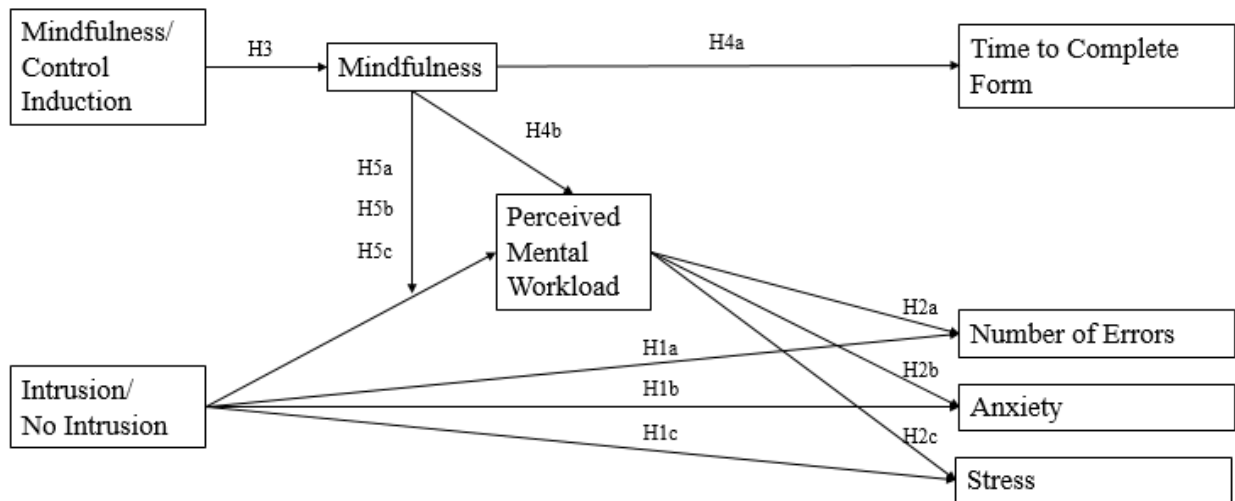 Mindfulness/
Control
Induction
H3
Mindfulness
H4a
Time to Complete
Form
H4b
H5a
H5b
H5c
Perceived
Mental
Workload
H2a
Number of Errors
H1a
Intrusion/
No Intrusion
H1b
H2b
Anxiety
H1c
H2c
Stress